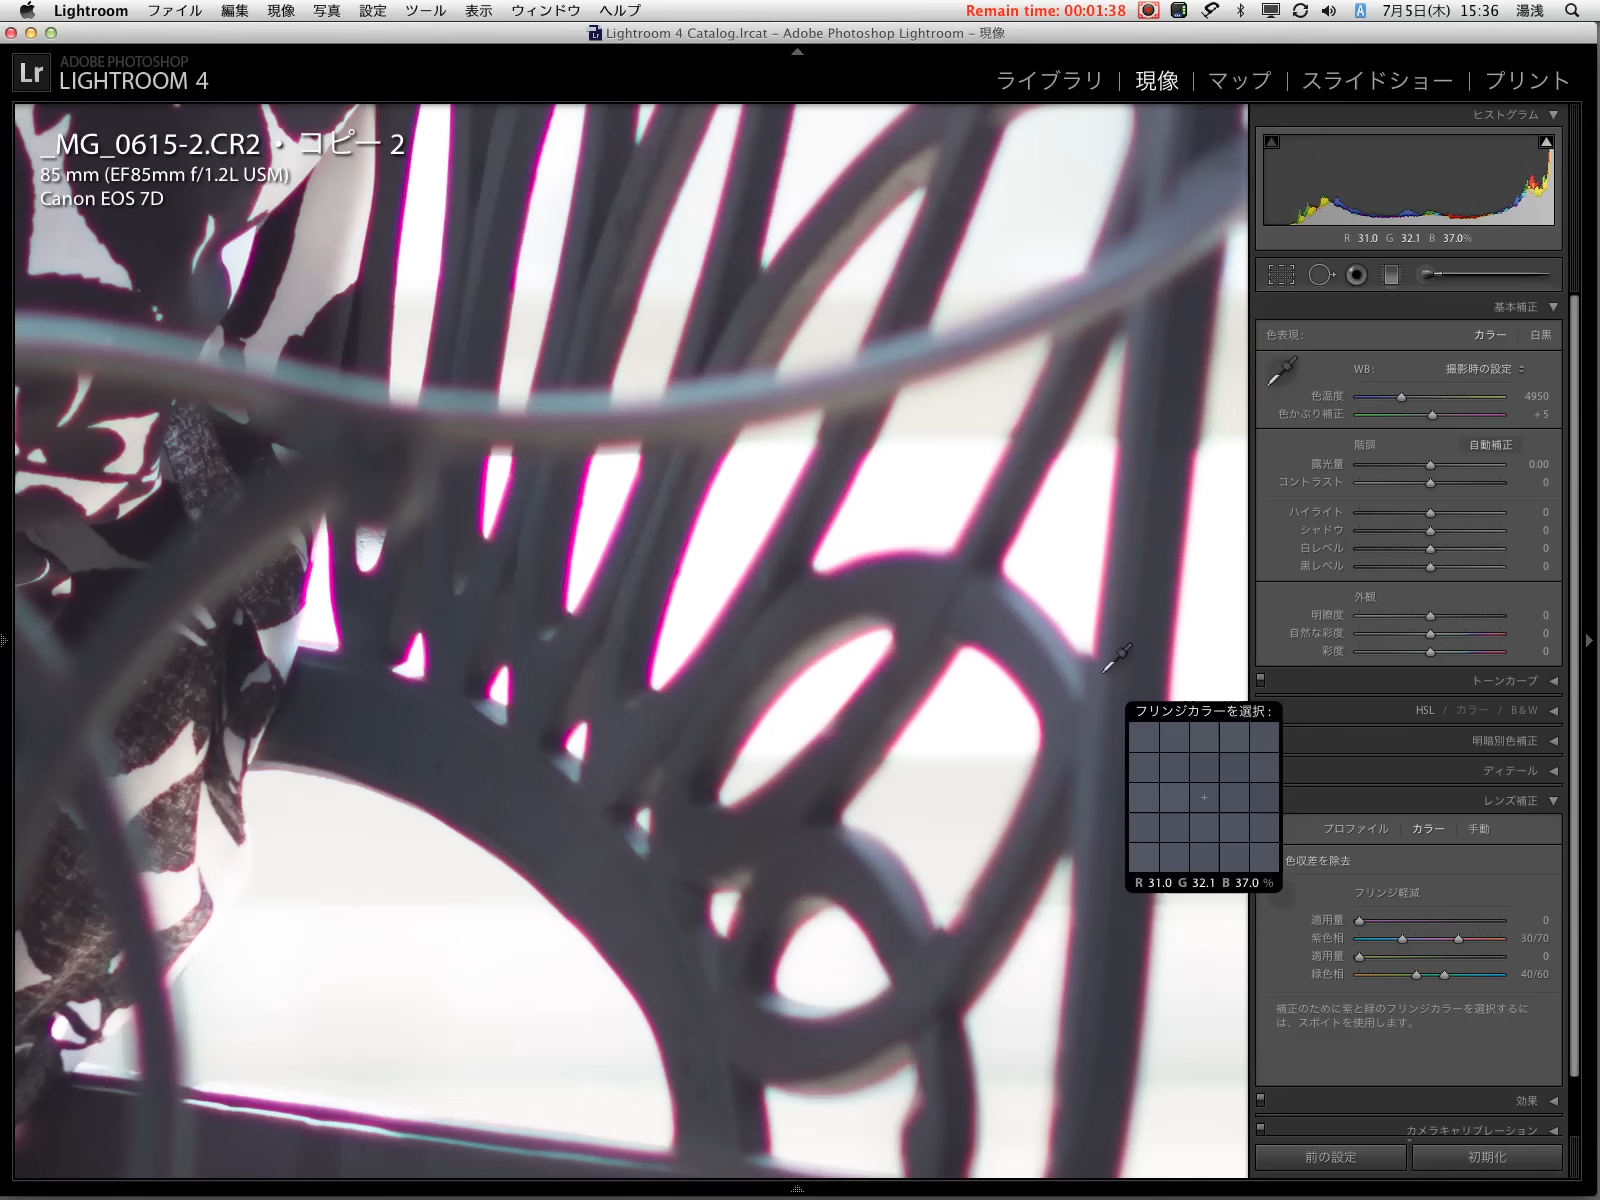 Lightroom ファイル 編集 現像 写真 設定 ツール 表示 ウィンドウ ヘルプ Remain time: 00:01:38 A 7月5日(木) 15:36 湯浅
Lr Lightroom 4 Catalog.lrcat – Adobe Photoshop Lightroom – 現像
Lr ADOBE PHOTOSHOP
LIGHTROOM 4
ライブラリ | 現像 | マップ | スライドショー | プリント
_MG_0615-2.CR2 ・ コピー 2
85 mm (EF85mm f/1.2L USM)
Canon EOS 7D
ヒストグラム
R 31.0 G 32.1 B 37.0%
基本補正
色表現: カラー 白黒
WB: 撮影時の設定
色温度 4950
色かぶり補正 +5
階調 自動補正
露光量 0.00
コントラスト 0
ハイライト 0
シャドウ 0
白レベル 0
黒レベル 0
外観
明瞭度 0
自然な彩度 0
彩度 0
トーンカーブ
HSL / カラー / B&W
明暗別色補正
ディテール
レンズ補正
プロファイル | カラー | 手動
フリンジカラーを選択:
R 31.0 G 32.1 B 37.0 %
色収差を除去
フリンジ軽減
適用量 0
紫色相 30/70
適用量 0
緑色相 40/60
補正のために紫と緑のフリンジカラーを選択するに
は、スポイトを使用します。
効果
カメラキャリブレーション
前の設定 初期化